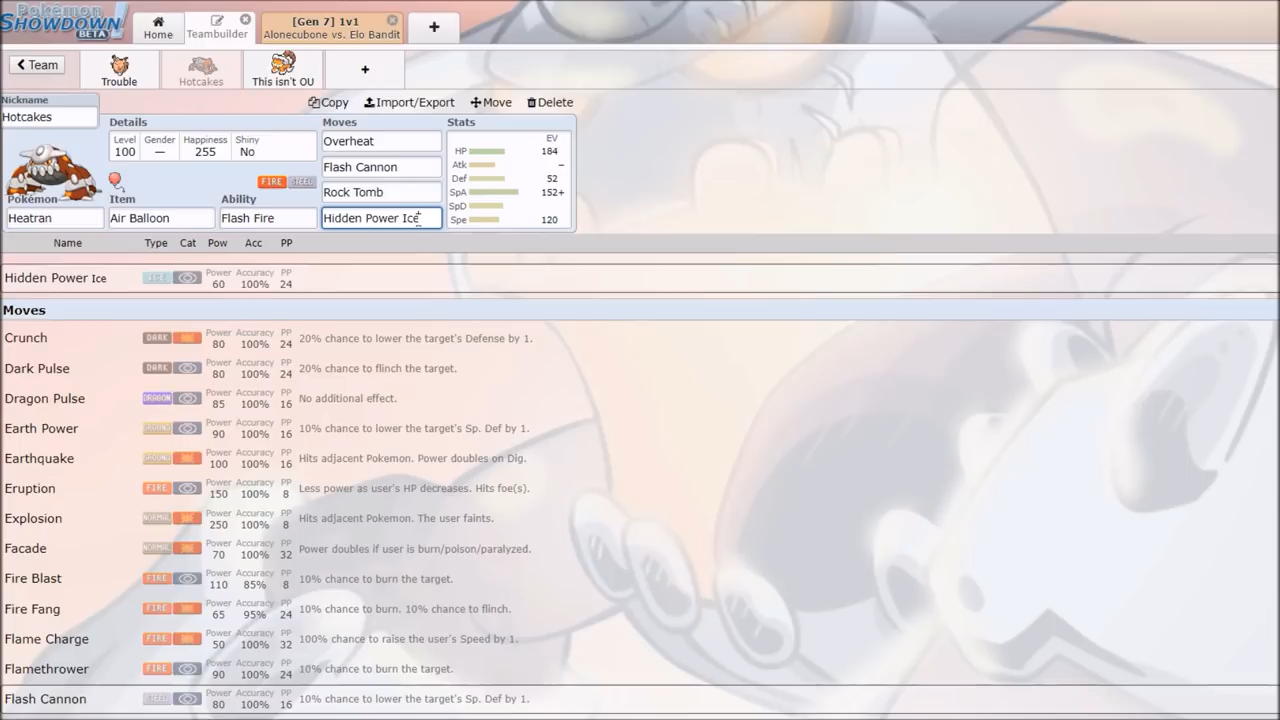 POKéMON
SHOWDOWN!
BETA
Home
Teambuilder
[Gen 7] 1v1
Alonecubone vs. Elo Bandit
+
< Team
Trouble
Hotcakes
This isn't OU
+
Nickname
Hotcakes
Copy Import/Export Move Delete
Details
Level Gender Happiness Shiny
100 — 255 No
FIRE STEEL
Pokémon Item Ability
Heatran Air Balloon Flash Fire
Moves
Overheat
Flash Cannon
Rock Tomb
Hidden Power Ice
Stats
EV
HP 184
Atk –
Def 52
SpA 152+
SpD
Spe 120
Name Type Cat Pow Acc PP
Hidden Power Ice ICE Power 60 Accuracy 100% PP 24
Moves
Crunch DARK Power 80 Accuracy 100% PP 24 20% chance to lower the target's Defense by 1.
Dark Pulse DARK Power 80 Accuracy 100% PP 24 20% chance to flinch the target.
Dragon Pulse DRAGON Power 85 Accuracy 100% PP 16 No additional effect.
Earth Power GROUND Power 90 Accuracy 100% PP 16 10% chance to lower the target's Sp. Def by 1.
Earthquake GROUND Power 100 Accuracy 100% PP 16 Hits adjacent Pokemon. Power doubles on Dig.
Eruption FIRE Power 150 Accuracy 100% PP 8 Less power as user's HP decreases. Hits foe(s).
Explosion NORMAL Power 250 Accuracy 100% PP 8 Hits adjacent Pokemon. The user faints.
Facade NORMAL Power 70 Accuracy 100% PP 32 Power doubles if user is burn/poison/paralyzed.
Fire Blast FIRE Power 110 Accuracy 85% PP 8 10% chance to burn the target.
Fire Fang FIRE Power 65 Accuracy 95% PP 24 10% chance to burn. 10% chance to flinch.
Flame Charge FIRE Power 50 Accuracy 100% PP 32 100% chance to raise the user's Speed by 1.
Flamethrower FIRE Power 90 Accuracy 100% PP 24 10% chance to burn the target.
Flash Cannon STEEL Power 80 Accuracy 100% PP 16 10% chance to lower the target's Sp. Def by 1.